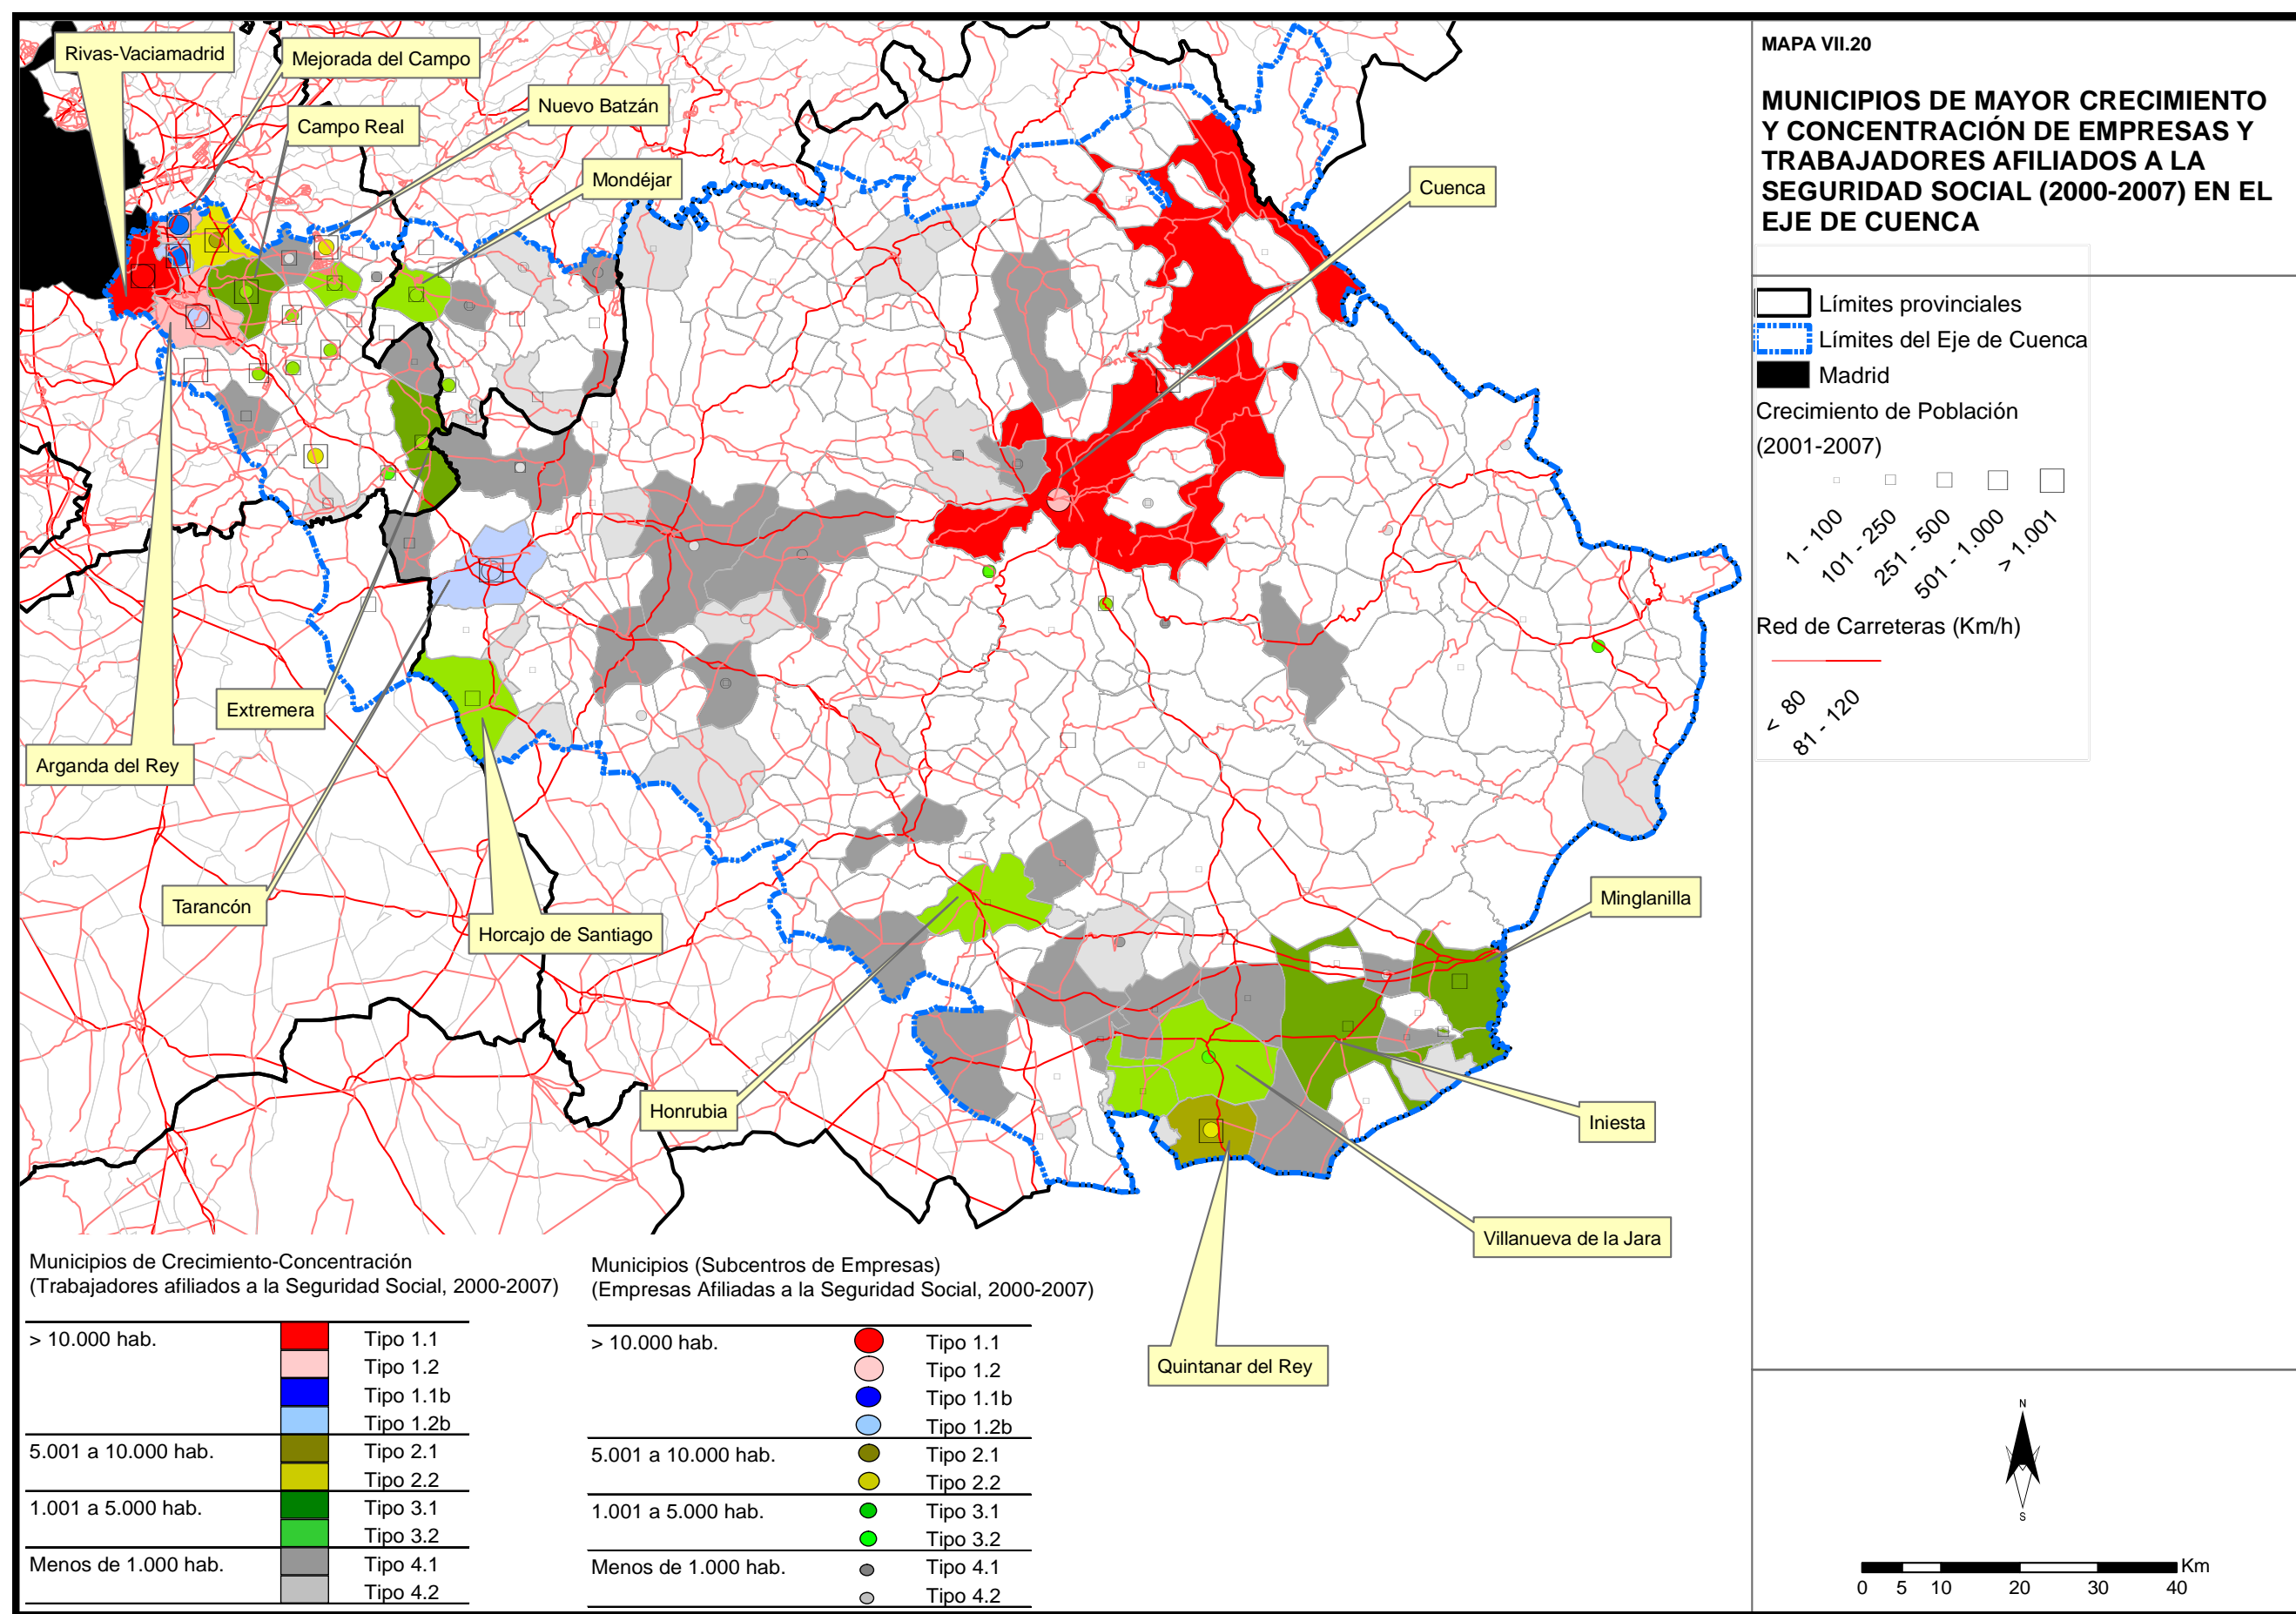 MAPA VII.20
MUNICIPIOS DE MAYOR CRECIMIENTO
Y CONCENTRACIÓN DE EMPRESAS Y
TRABAJADORES AFILIADOS A LA
SEGURIDAD SOCIAL (2000-2007) EN EL
EJE DE CUENCA
Límites provinciales
Límites del Eje de Cuenca
Madrid
Crecimiento de Población
(2001-2007)
1 - 100
101 - 250
251 - 500
501 - 1.000
> 1.001
Red de Carreteras (Km/h)
< 80
81 - 120
Rivas-Vaciamadrid
Mejorada del Campo
Campo Real
Nuevo Batzán
Mondéjar
Cuenca
Extremera
Arganda del Rey
Tarancón
Horcajo de Santiago
Honrubia
Minglanilla
Iniesta
Villanueva de la Jara
Quintanar del Rey
Municipios de Crecimiento-Concentración
(Trabajadores afiliados a la Seguridad Social, 2000-2007)
> 10.000 hab.
Tipo 1.1
Tipo 1.2
Tipo 1.1b
Tipo 1.2b
5.001 a 10.000 hab.
Tipo 2.1
Tipo 2.2
1.001 a 5.000 hab.
Tipo 3.1
Tipo 3.2
Menos de 1.000 hab.
Tipo 4.1
Tipo 4.2
Municipios (Subcentros de Empresas)
(Empresas Afiliadas a la Seguridad Social, 2000-2007)
> 10.000 hab.
Tipo 1.1
Tipo 1.2
Tipo 1.1b
Tipo 1.2b
5.001 a 10.000 hab.
Tipo 2.1
Tipo 2.2
1.001 a 5.000 hab.
Tipo 3.1
Tipo 3.2
Menos de 1.000 hab.
Tipo 4.1
Tipo 4.2
N
S
Km
0 5 10 20 30 40